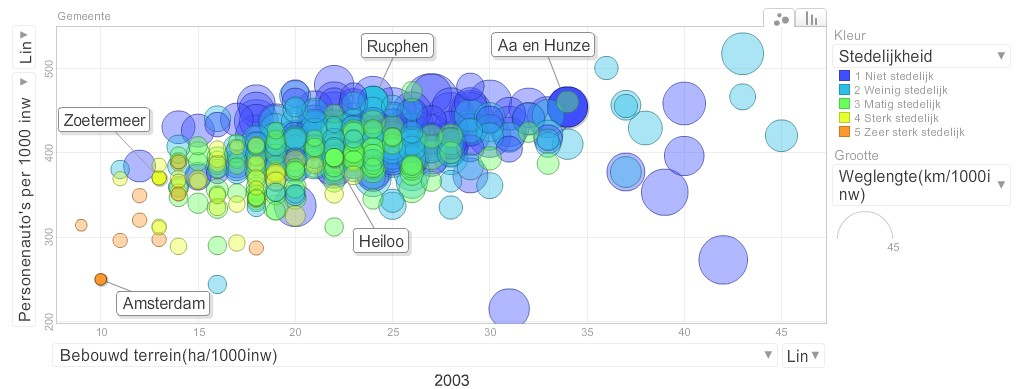 Gemeente
Lin
Personenauto's per 1000 inw
500
400
300
200
Rucphen
Aa en Hunze
Zoetermeer
Heiloo
Amsterdam
10 15 20 25 30 35 40 45
Bebouwd terrein(ha/1000inw)
Lin
2003
Kleur
Stedelijkheid
1 Niet stedelijk
2 Weinig stedelijk
3 Matig stedelijk
4 Sterk stedelijk
5 Zeer sterk stedelijk
Grootte
Weglengte(km/1000i
nw)
45